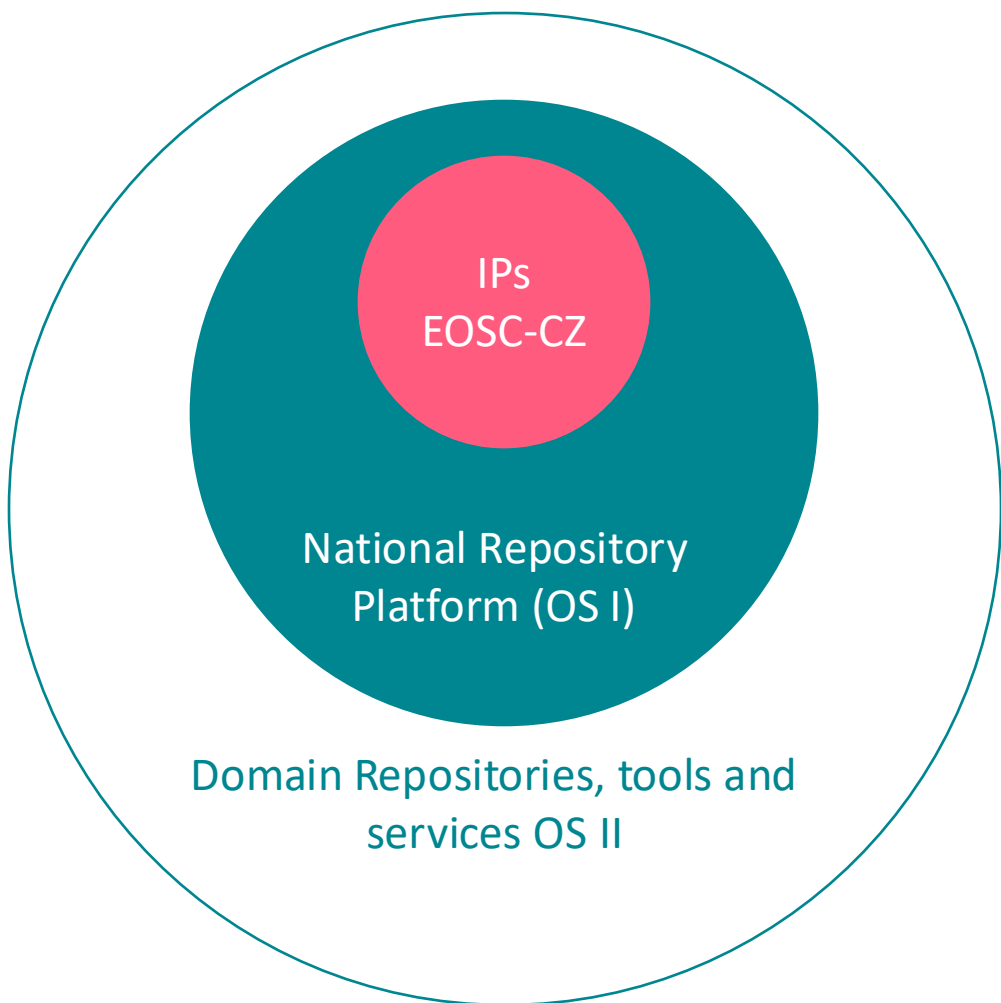 IPs
EOSC-CZ
National Repository
Platform (OS I)
Domain Repositories, tools and
services OS II